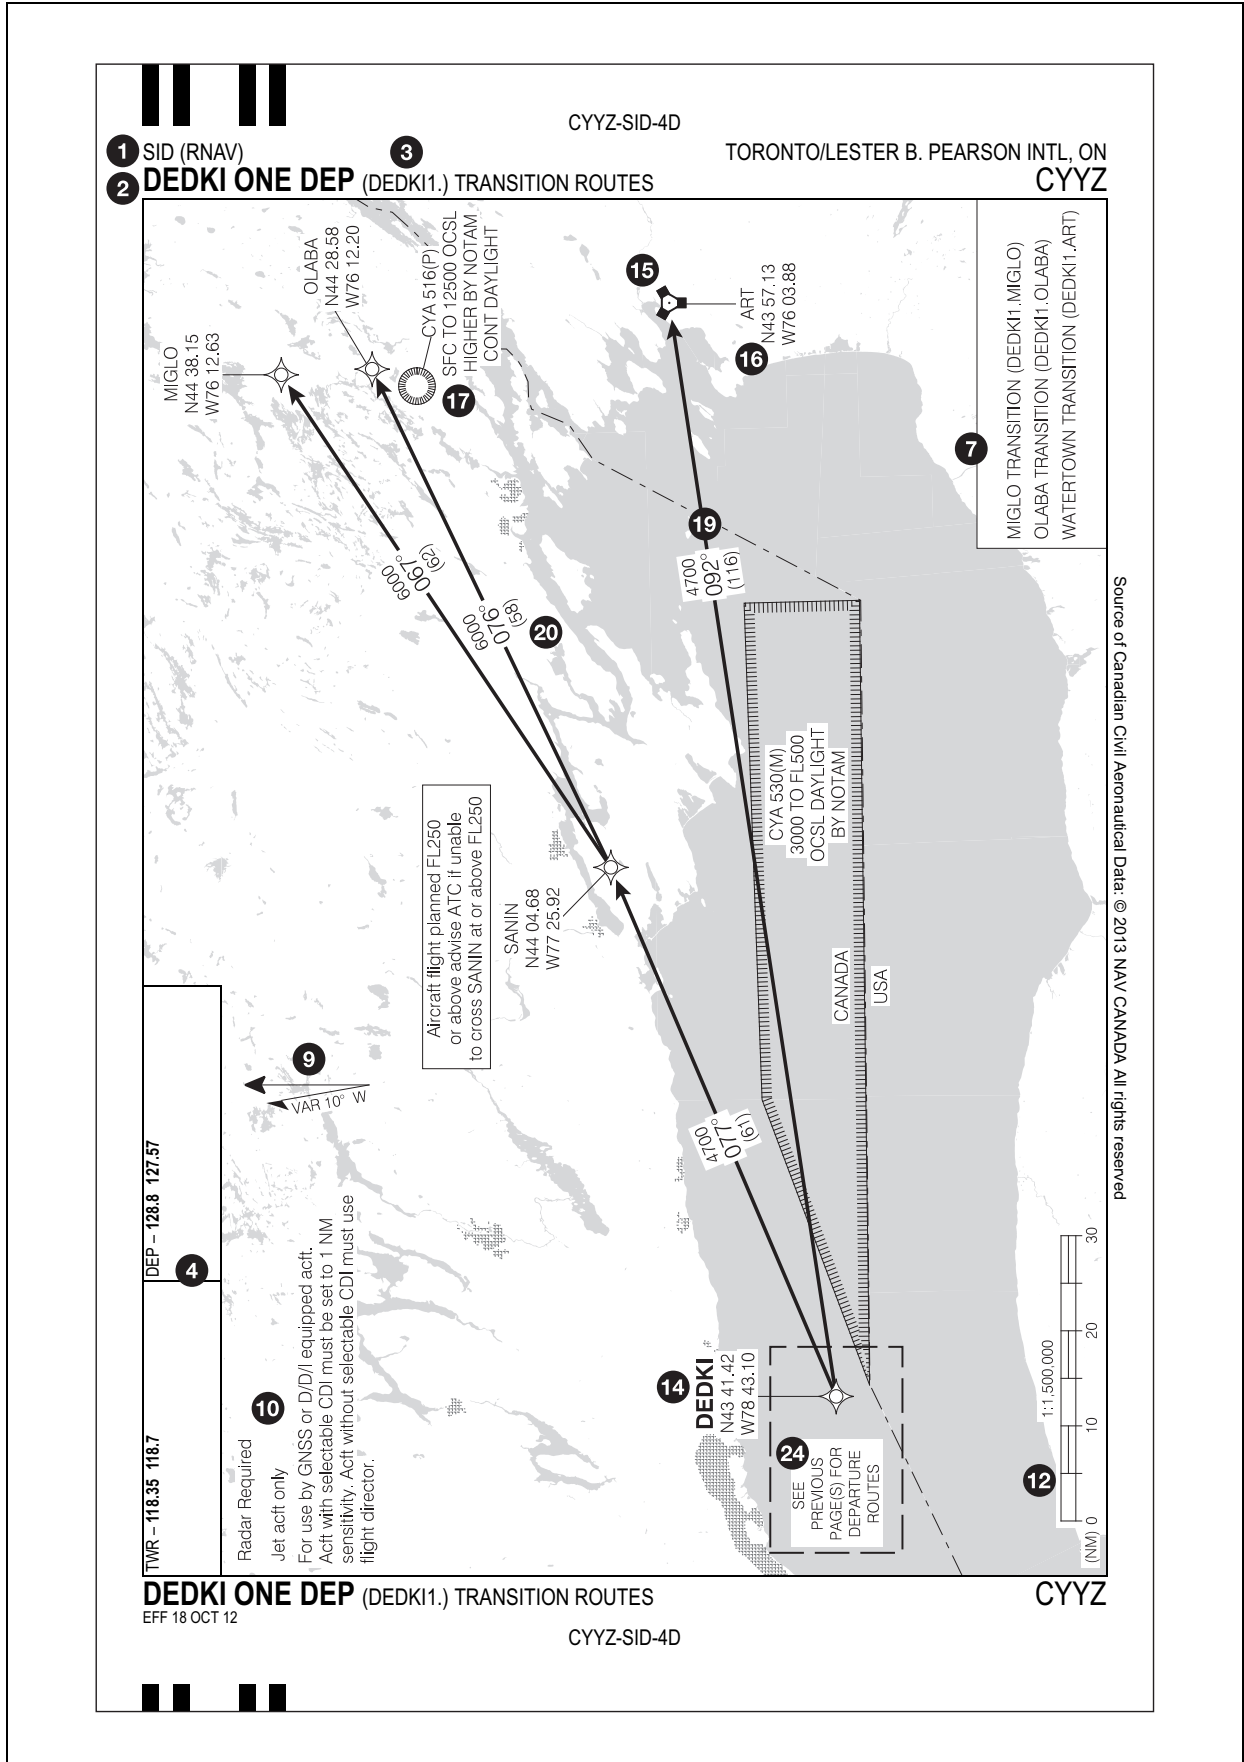 CYYZ-SID-4D
1 SID (RNAV)
3
TORONTO/LESTER B. PEARSON INTL, ON
2 DEDKI ONE DEP (DEDKI1.) TRANSITION ROUTES
CYYZ
TWR – 118.35 118.7
DEP – 128.8 127.57
4
Radar Required
10
Jet acft only
For use by GNSS or D/D/I equipped acft.
Acft with selectable CDI must be set to 1 NM
sensitivity. Acft without selectable CDI must use
flight director.
9
VAR 10° W
MIGLO
N44 38.15
W76 12.63
OLABA
N44 28.58
W76 12.20
CYA 516(P)
SFC TO 12500 OCSL
HIGHER BY NOTAM
CONT DAYLIGHT
17
6000
067°
(62)
6000
076°
(58)
20
Aircraft flight planned FL250
or above advise ATC if unable
to cross SANIN at or above FL250
SANIN
N44 04.68
W77 25.92
4700
077°
(61)
15
ART
N43 57.13
W76 03.88
16
19
4700
092°
(116)
CYA 530(M)
3000 TO FL500
OCSL DAYLIGHT
BY NOTAM
CANADA
USA
14
DEDKI
N43 41.42
W78 43.10
24
SEE
PREVIOUS
PAGE(S) FOR
DEPARTURE
ROUTES
7
MIGLO TRANSITION (DEDKI1.MIGLO)
OLABA TRANSITION (DEDKI1.OLABA)
WATERTOWN TRANSITION (DEDKI1.ART)
12
1:1,500,000
(NM) 0 10 20 30
Source of Canadian Civil Aeronautical Data: © 2013 NAV CANADA All rights reserved
DEDKI ONE DEP (DEDKI1.) TRANSITION ROUTES
CYYZ
EFF 18 OCT 12
CYYZ-SID-4D